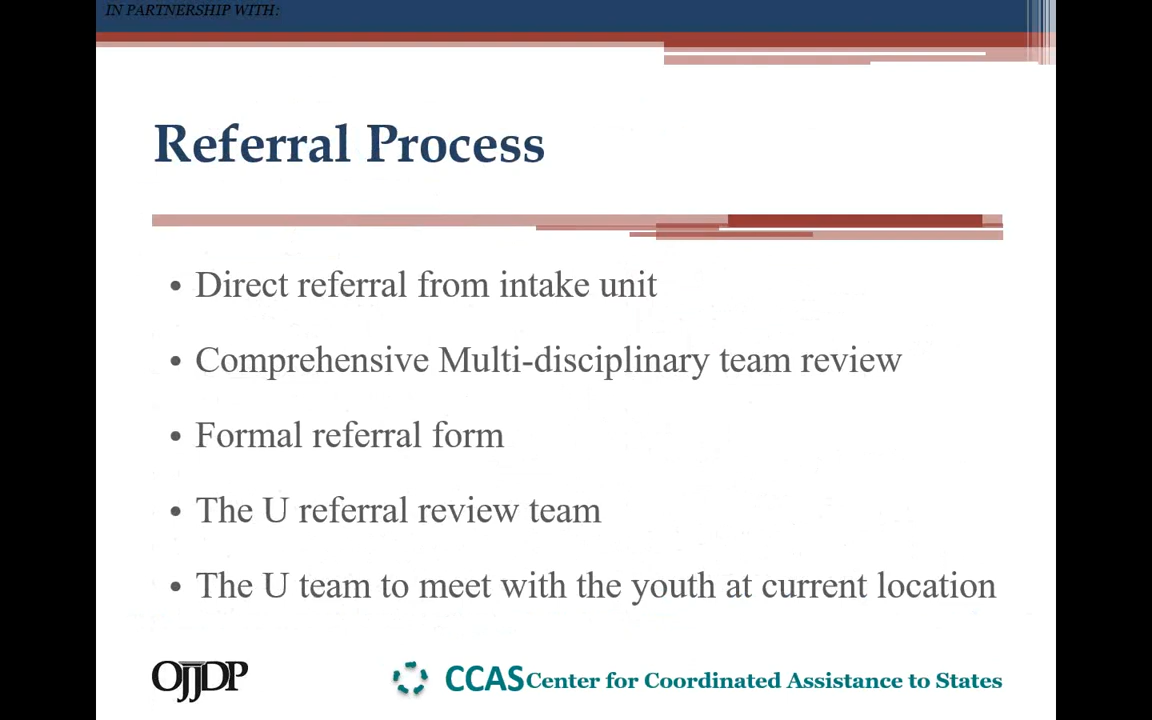 IN PARTNERSHIP WITH:
Referral Process
• Direct referral from intake unit
• Comprehensive Multi-disciplinary team review
• Formal referral form
• The U referral review team
• The U team to meet with the youth at current location
OJJDP
CCAS Center for Coordinated Assistance to States